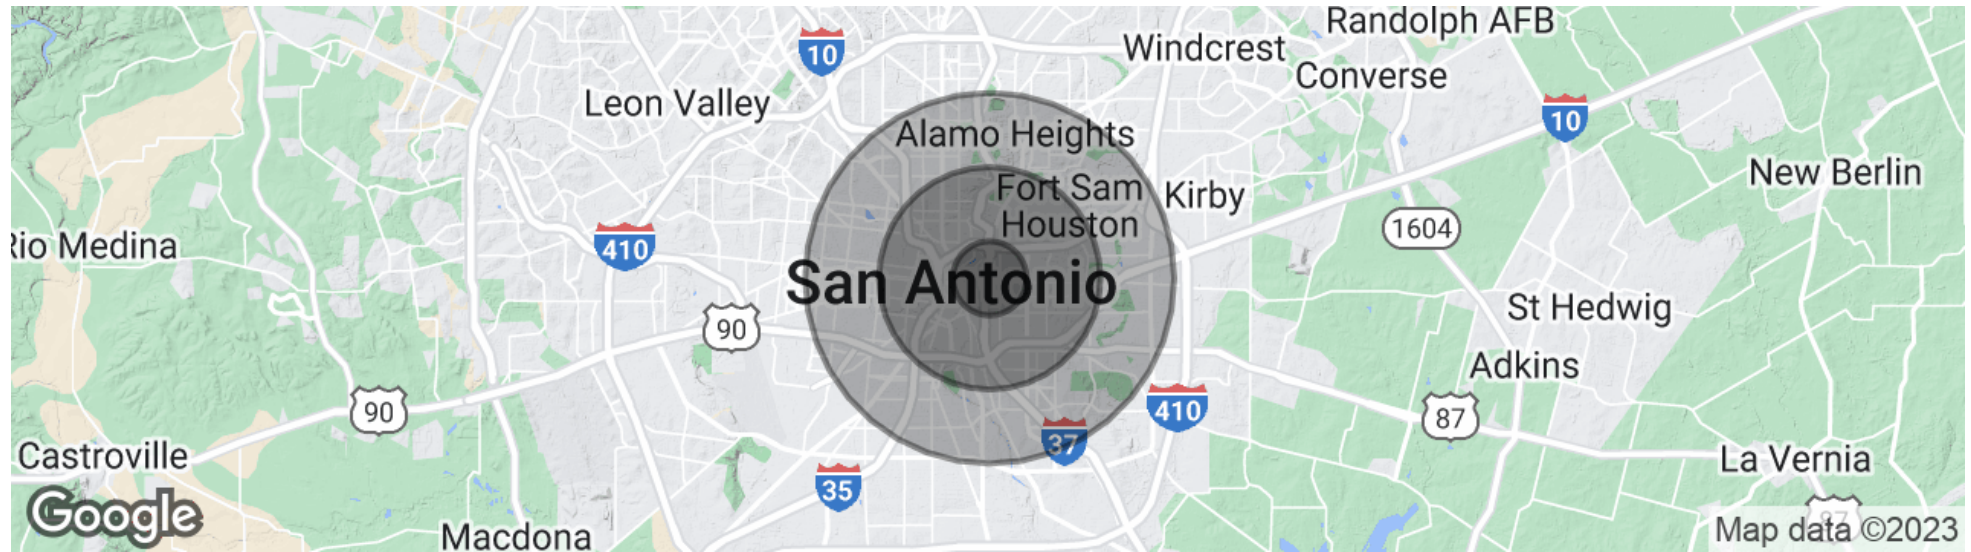 Randolph AFB
10
Windcrest
Converse
Leon Valley
10
Alamo Heights
New Berlin
Fort Sam
Houston
Kirby
1604
Rio Medina
410
San Antonio
St Hedwig
90
Adkins
90
410
87
37
Castroville
La Vernia
35
Google
87
Macdona
Map data ©2023